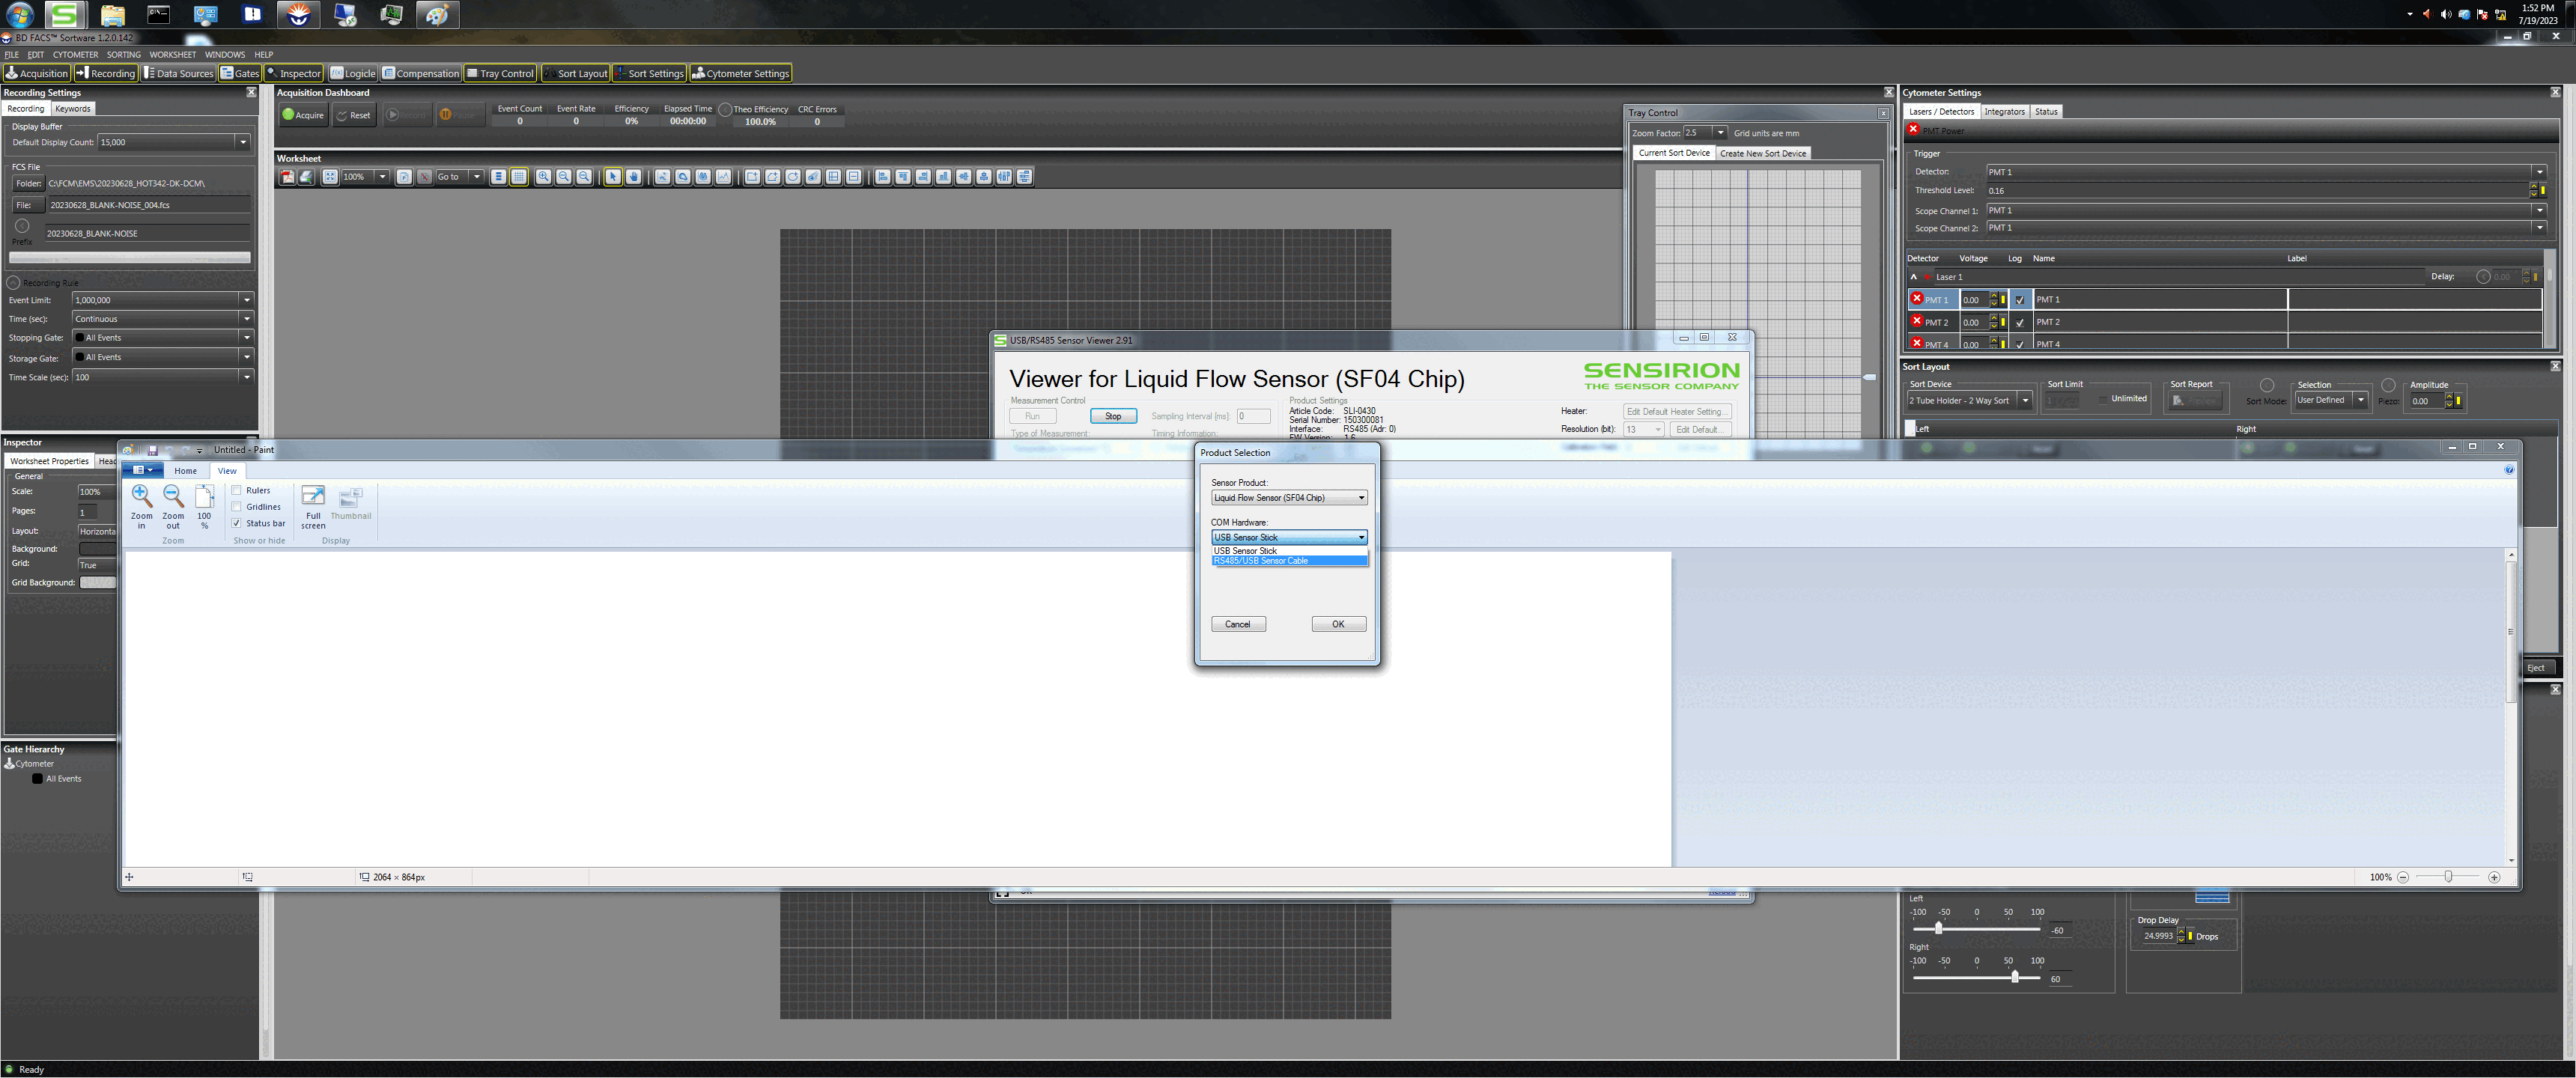 1:52 PM
7/19/2023
BD FACS™ Sortware 1.2.0.142
FILE EDIT CYTOMETER SORTING WORKSHEET WINDOWS HELP
Acquisition Recording Data Sources Gates Inspector Logicle Compensation Tray Control Sort Layout Sort Settings Cytometer Settings
Recording Settings
Recording Keywords
Display Buffer
Default Display Count: 15,000
FCS File
Folder: C:\FCM\EMS\20230628_HOT342-DK-DCM\
File: 20230628_BLANK-NOISE_004.fcs
Prefix 20230628_BLANK-NOISE
Recording Rule
Event Limit: 1,000,000
Time (sec): Continuous
Stopping Gate: All Events
Storage Gate: All Events
Time Scale (sec): 100
Acquisition Dashboard
Acquire Reset
Event Count Event Rate Efficiency Elapsed Time Theo Efficiency CRC Errors
0 0 0% 00:00:00 100.0% 0
Worksheet
100% Go to
Tray Control
Zoom Factor: 2.5 Grid units are mm
Current Sort Device Create New Sort Device
Cytometer Settings
Lasers / Detectors Integrators Status
PMT Power
Trigger
Detector: PMT 1
Threshold Level: 0.16
Scope Channel 1: PMT 1
Scope Channel 2: PMT 1
Detector Voltage Log Name Label
Laser 1 Delay: 0.00
PMT 1 0.00 PMT 1
PMT 2 0.00 PMT 2
PMT 4 0.00 PMT 4
Sort Layout
Sort Device Sort Limit Sort Report Selection Amplitude
2 Tube Holder - 2 Way Sort Unlimited Sort Mode: User Defined Piezo: 0.00
Left Right
Eject
USB/RS485 Sensor Viewer 2.91
Viewer for Liquid Flow Sensor (SF04 Chip)
SENSIRION
THE SENSOR COMPANY
Measurement Control
Run Stop Sampling Interval [ms]: 0
Type of Measurement: Timing Information:
Product Settings
Article Code: SLI-0430
Serial Number: 150300081
Interface: RS485 (Adr: 0)
FW Version: 1.6
Heater: Edit Default Heater Setting...
Resolution (bit): 13 Edit Default...
Inspector
Worksheet Properties Head
General
Scale: 100%
Pages: 1
Layout: Horizonta
Background:
Grid: True
Grid Background:
Untitled - Paint
Home View
Zoom in
Zoom out
100 %
Zoom
Rulers
Gridlines
Status bar
Show or hide
Full screen
Thumbnail
Display
Product Selection
Sensor Product:
Liquid Flow Sensor (SF04 Chip)
COM Hardware:
USB Sensor Stick
USB Sensor Stick
RS485/USB Sensor Cable
Cancel OK
2064 × 864px
100%
Gate Hierarchy
Cytometer
All Events
Left
-100 -50 0 50 100
-60
Right
-100 -50 0 50 100
60
Drop Delay
24.9993 Drops
Ready